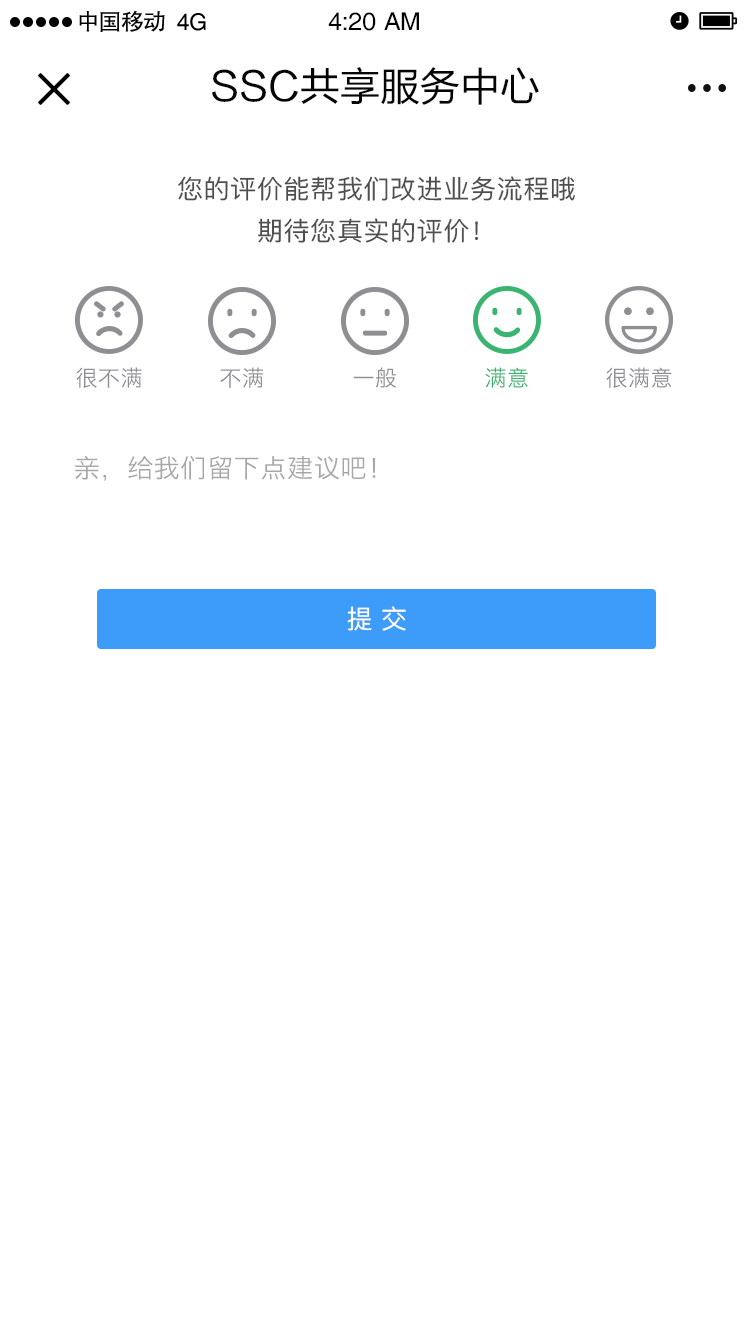 中国移动 4G 4:20 AM
SSC共享服务中心
您的评价能帮我们改进业务流程哦
期待您真实的评价！
很不满 不满 一般 满意 很满意
亲，给我们留下点建议吧！
提 交